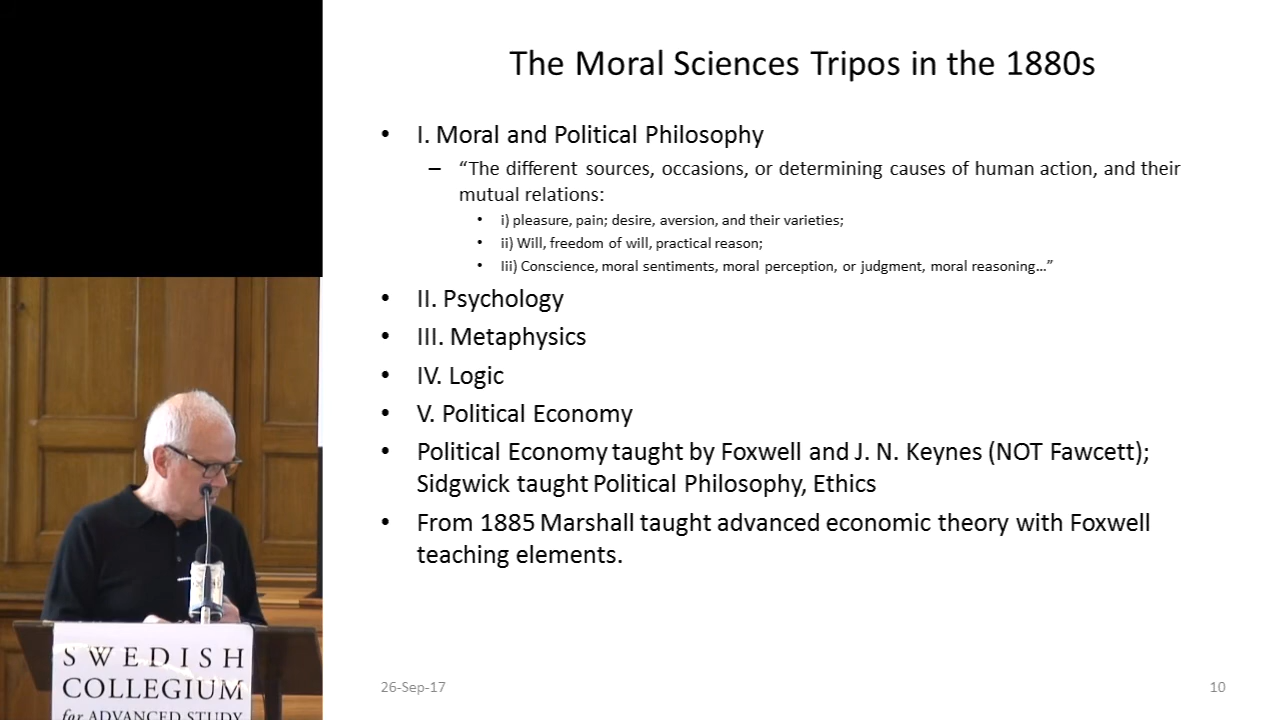 The Moral Sciences Tripos in the 1880s
• I. Moral and Political Philosophy
– “The different sources, occasions, or determining causes of human action, and their
mutual relations:
• i) pleasure, pain; desire, aversion, and their varieties;
• ii) Will, freedom of will, practical reason;
• Iii) Conscience, moral sentiments, moral perception, or judgment, moral reasoning…”
• II. Psychology
• III. Metaphysics
• IV. Logic
• V. Political Economy
• Political Economy taught by Foxwell and J. N. Keynes (NOT Fawcett);
Sidgwick taught Political Philosophy, Ethics
• From 1885 Marshall taught advanced economic theory with Foxwell
teaching elements.
26-Sep-17
10
SWEDISH
COLLEGIUM
for ADVANCED STUDY